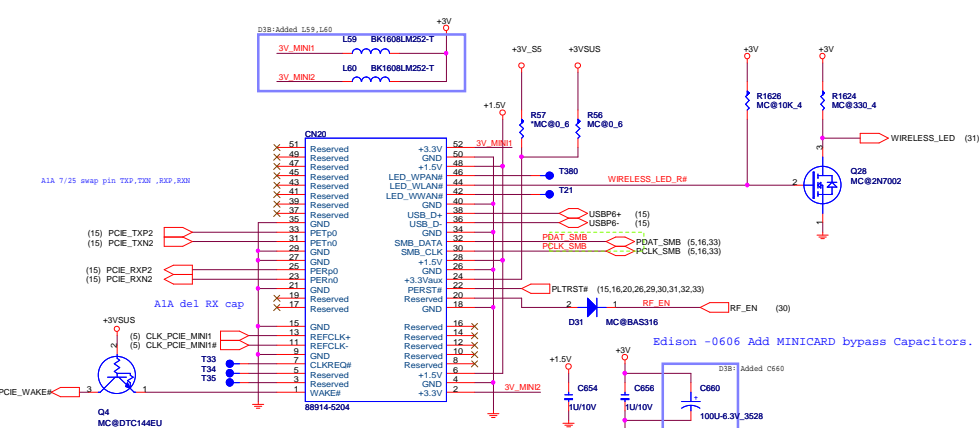 D3B:Added L59,L60
+3V
3V_MINI1
L59 BK1608LM252-T
3V_MINI2
L60 BK1608LM252-T
+3V_S5
+3VSUS
+3V
+3V
+1.5V
R57
*MC@0_6
R56
MC@0_6
R1626
MC@10K_4
R1624
MC@330_4
WIRELESS_LED (31)
3
2
1
Q28
MC@2N7002
CN20
51 Reserved +3.3V 52 3V_MINI1
49 Reserved GND 50
47 Reserved +1.5V 48
45 Reserved LED_WPAN# 46 T380
43 Reserved LED_WLAN# 44 WIRELESS_LED_R#
41 Reserved LED_WWAN# 42 T21
39 Reserved GND 40
37 Reserved USB_D+ 38 USBP6+ (15)
35 GND USB_D- 36 USBP6- (15)
(15) PCIE_TXP2 33 PETp0 GND 34
(15) PCIE_TXN2 31 PETn0 SMB_DATA 32 PDAT_SMB PDAT_SMB (5,16,33)
29 GND SMB_CLK 30 PCLK_SMB PCLK_SMB (5,16,33)
27 GND +1.5V 28
(15) PCIE_RXP2 25 PERp0 GND 26
(15) PCIE_RXN2 23 PERn0 +3.3Vaux 24
21 GND PERST# 22 PLTRST# (15,16,20,26,29,30,31,32,33)
19 Reserved Reserved 20
17 Reserved GND 18
15 GND Reserved 16
(5) CLK_PCIE_MINI1 13 REFCLK+ Reserved 14
(5) CLK_PCIE_MINI1# 11 REFCLK- Reserved 12
9 GND Reserved 10
T33 7 CLKREQ# Reserved 8
T34 5 Reserved +1.5V 6
T35 3 Reserved GND 4
1 WAKE# +3.3V 2 3V_MINI2
88914-5204
A1A 7/25 swap pin TXP,TXN ,RXP,RXN
A1A del RX cap
2 1 RF_EN
RF_EN (30)
D31 MC@BAS316
+3VSUS
2
PCIE_WAKE# 3 1
Q4
MC@DTC144EU
Edison -0606 Add MINICARD bypass Capacitors.
+1.5V
+3V
D3B: Added C660
C654
1U/10V
C656
1U/10V
C660
+
100U-6.3V_3528